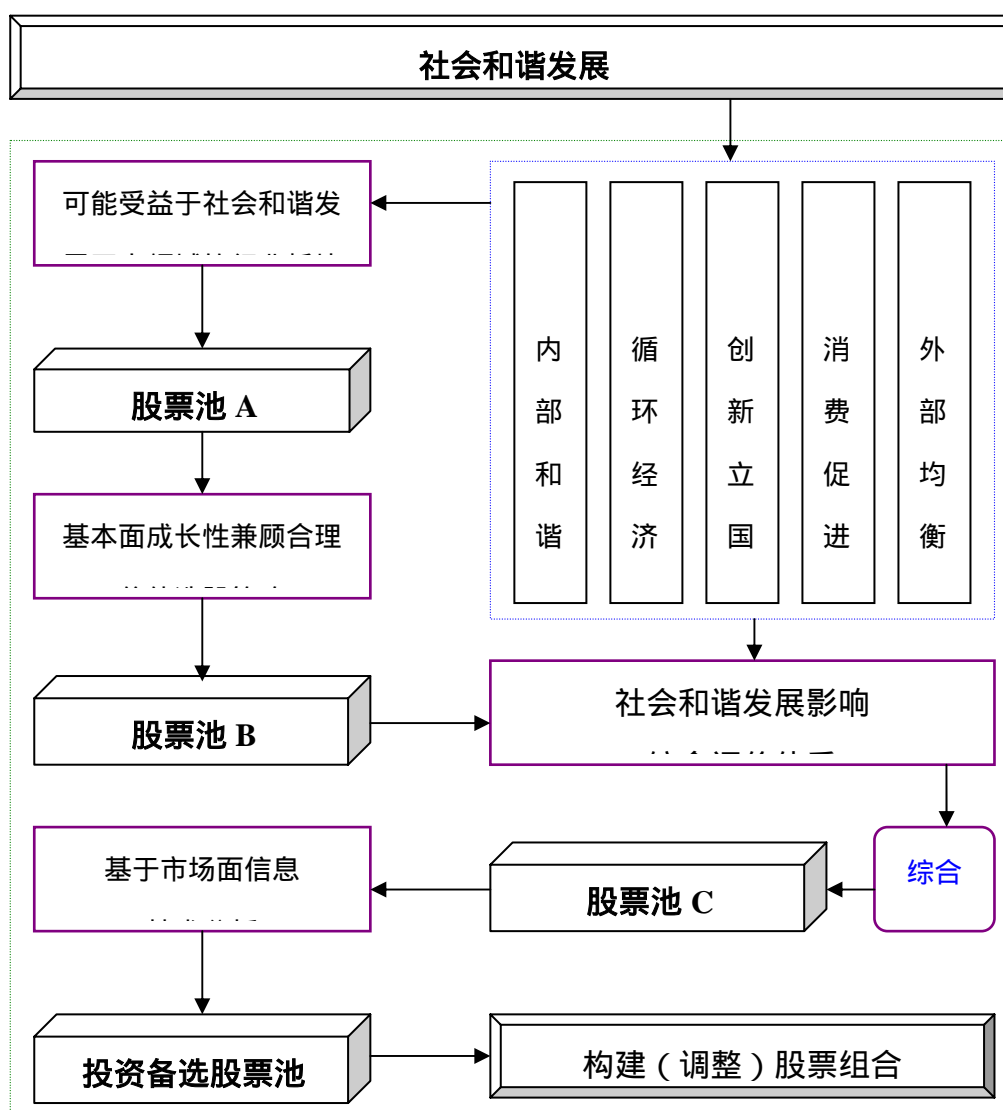 社会和谐发展
可能受益于社会和谐发
股票池 A
基本面成长性兼顾合理
股票池 B
内部和谐
循环经济
创新立国
消费促进
外部均衡
社会和谐发展影响
综合
股票池 C
基于市场面信息
投资备选股票池
构建（调整）股票组合